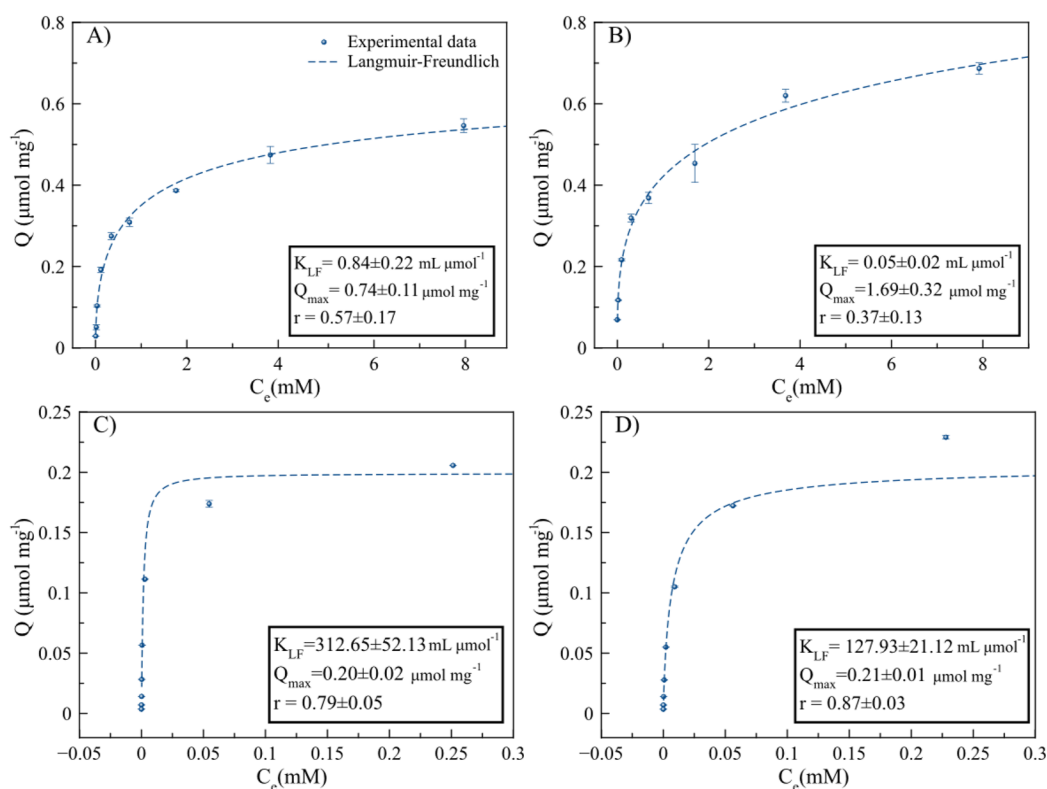 A)
Experimental data
Langmuir-Freundlich
Q (μmol mg⁻¹)
0.8
0.6
0.4
0.2
0
0
2
4
6
8
Cₑ(mM)
K_LF = 0.84±0.22 mL μmol⁻¹
Q_max = 0.74±0.11 μmol mg⁻¹
r = 0.57±0.17
B)
Q (μmol mg⁻¹)
0.8
0.6
0.4
0.2
0
0
2
4
6
8
Cₑ(mM)
K_LF = 0.05±0.02 mL μmol⁻¹
Q_max = 1.69±0.32 μmol mg⁻¹
r = 0.37±0.13
C)
Q (μmol mg⁻¹)
0.25
0.2
0.15
0.1
0.05
0
−0.05
0
0.05
0.1
0.15
0.2
0.25
0.3
Cₑ(mM)
K_LF=312.65±52.13 mL μmol⁻¹
Q_max=0.20±0.02 μmol mg⁻¹
r = 0.79±0.05
D)
Q (μmol mg⁻¹)
0.25
0.2
0.15
0.1
0.05
0
−0.05
0
0.05
0.1
0.15
0.2
0.25
0.3
Cₑ(mM)
K_LF= 127.93±21.12 mL μmol⁻¹
Q_max=0.21±0.01 μmol mg⁻¹
r = 0.87±0.03